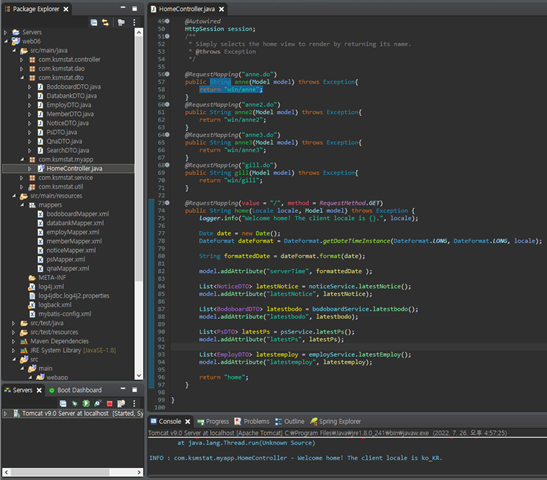 Package Explorer
Servers
web06
src/main/java
com.ksmstat.controller
com.ksmstat.dao
com.ksmstat.dto
BodoboardDTO.java
DatabankDTO.java
EmployDTO.java
MemberDTO.java
NoticeDTO.java
PsDTO.java
QnaDTO.java
SearchDTO.java
com.ksmstat.myapp
HomeController.java
com.ksmstat.service
com.ksmstat.util
src/main/resources
mappers
bodoboardMapper.xml
databankMapper.xml
employMapper.xml
memberMapper.xml
noticeMapper.xml
psMapper.xml
qnaMapper.xml
META-INF
log4j.xml
log4jdbc.log4j2.properties
logback.xml
mybatis-config.xml
src/test/java
src/test/resources
Maven Dependencies
JRE System Library [JavaSE-1.8]
src
main
webapp
Servers
Boot Dashboard
Tomcat v9.0 Server at localhost [Started, Sy
HomeController.java
49 @Autowired
50 HttpSession session;
51 /**
52 * Simply selects the home view to render by returning its name.
53 * @throws Exception
54 */
55
56 @RequestMapping("anne.do")
57 public String anne(Model model) throws Exception{
58 return "win/anne";
59 }
60 @RequestMapping("anne2.do")
61 public String anne2(Model model) throws Exception{
62 return "win/anne2";
63 }
64 @RequestMapping("anne3.do")
65 public String anne3(Model model) throws Exception{
66 return "win/anne3";
67 }
68 @RequestMapping("gill.do")
69 public String gill(Model model) throws Exception{
70 return "win/gill";
71 }
72
73 @RequestMapping(value = "/", method = RequestMethod.GET)
74 public String home(Locale locale, Model model) throws Exception {
75 logger.info("Welcome home! The client locale is {}.", locale);
76
77 Date date = new Date();
78 DateFormat dateFormat = DateFormat.getDateTimeInstance(DateFormat.LONG, DateFormat.LONG, locale);
79
80 String formattedDate = dateFormat.format(date);
81
82 model.addAttribute("serverTime", formattedDate );
83
84 List<NoticeDTO> latestNotice = noticeService.latestNotice();
85 model.addAttribute("latestNotice", latestNotice);
86
87 List<BodoboardDTO> latestbodo = bodoboardService.latestbodo();
88 model.addAttribute("latestbodo", latestbodo);
89
90 List<PsDTO> latestPs = psService.latestPs();
91 model.addAttribute("latestPs", latestPs);
92
93 List<EmployDTO> latestemploy = employService.latestEmploy();
94 model.addAttribute("latestemploy", latestemploy);
95
96 return "home";
97 }
98
99 }
100
Console
Progress
Problems
Outline
Spring Explorer
Tomcat v9.0 Server at localhost [Apache Tomcat] C:\Program Files\Java\jre1.8.0_241\bin\javaw.exe (2022. 7. 26. 오후 4:57:25)
at java.lang.Thread.run(Unknown Source)
INFO : com.ksmstat.myapp.HomeController - Welcome home! The client locale is ko_KR.